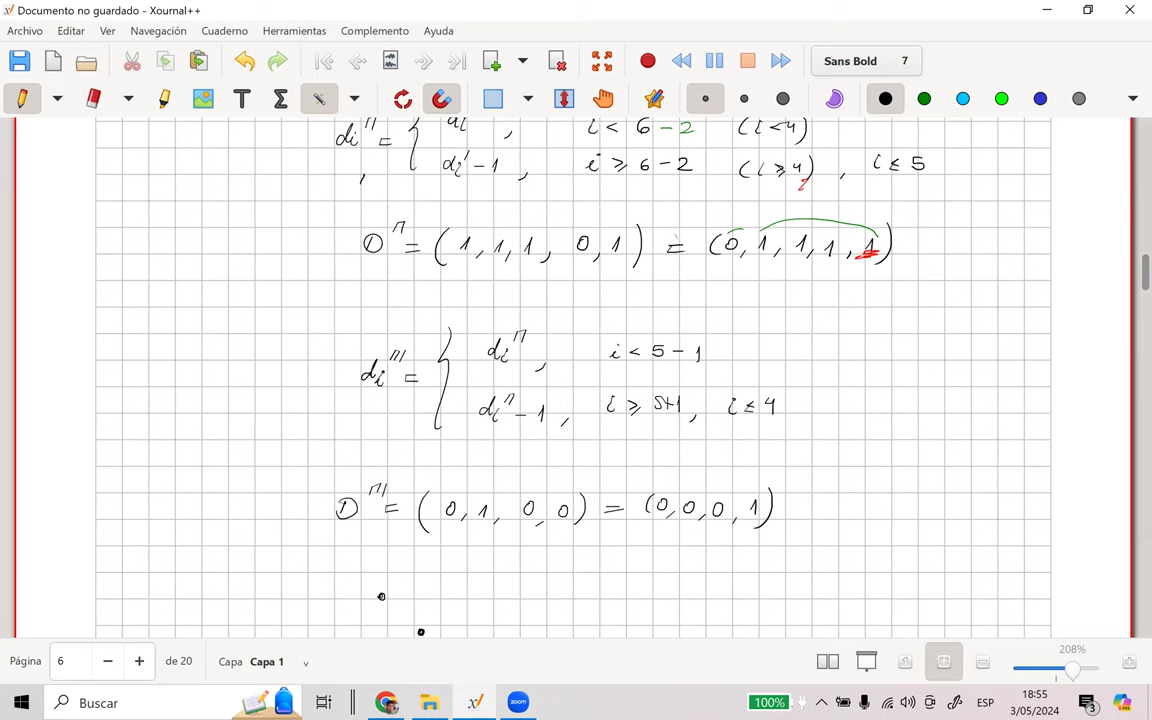 Documento no guardado - Xournal++
Archivo Editar Ver Navegación Cuaderno Herramientas Complemento Ayuda
Sans Bold 7
di'' = { di' , i < 6 - 2 (i < 4)
di' - 1 , i ≥ 6 - 2 (i ≥ 4) , i ≤ 5
D'' = ( 1, 1, 1, 0, 1 ) = (0, 1, 1, 1, 1)
di''' = { di'' , i < 5 - 1
di'' - 1 , i ≥ 5+1 , i ≤ 4
D''' = ( 0, 1, 0, 0 ) = (0, 0, 0, 1)
Página 6 de 20 Capa Capa 1 208%
Buscar zoom 100% ESP 18:55
3/05/2024 3